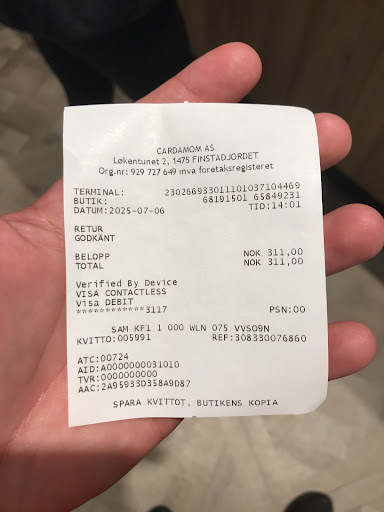 CARDAMOM AS
Løkentunet 2, 1475 FINSTADJORDET
Org.nr: 929 727 649 mva foretaksregisteret
TERMINAL: 23026693301110103710​4469
BUTIK: 68191501 65849231
DATUM:2025-07-06 TID:14:01
RETUR
GODKÄNT
BELOPP NOK 311,00
TOTAL NOK 311,00
Verified By Device
VISA CONTACTLESS
Visa DEBIT
************3117 PSN:00
SAM KF1 1 000 WLN 075 VVSO9N
KVITTO:005991 REF:308330076860
ATC:00724
AID:A0000000031010
TVR:0000000000
AAC:2A95933D358A9D87
SPARA KVITTOT, BUTIKENS KOPIA